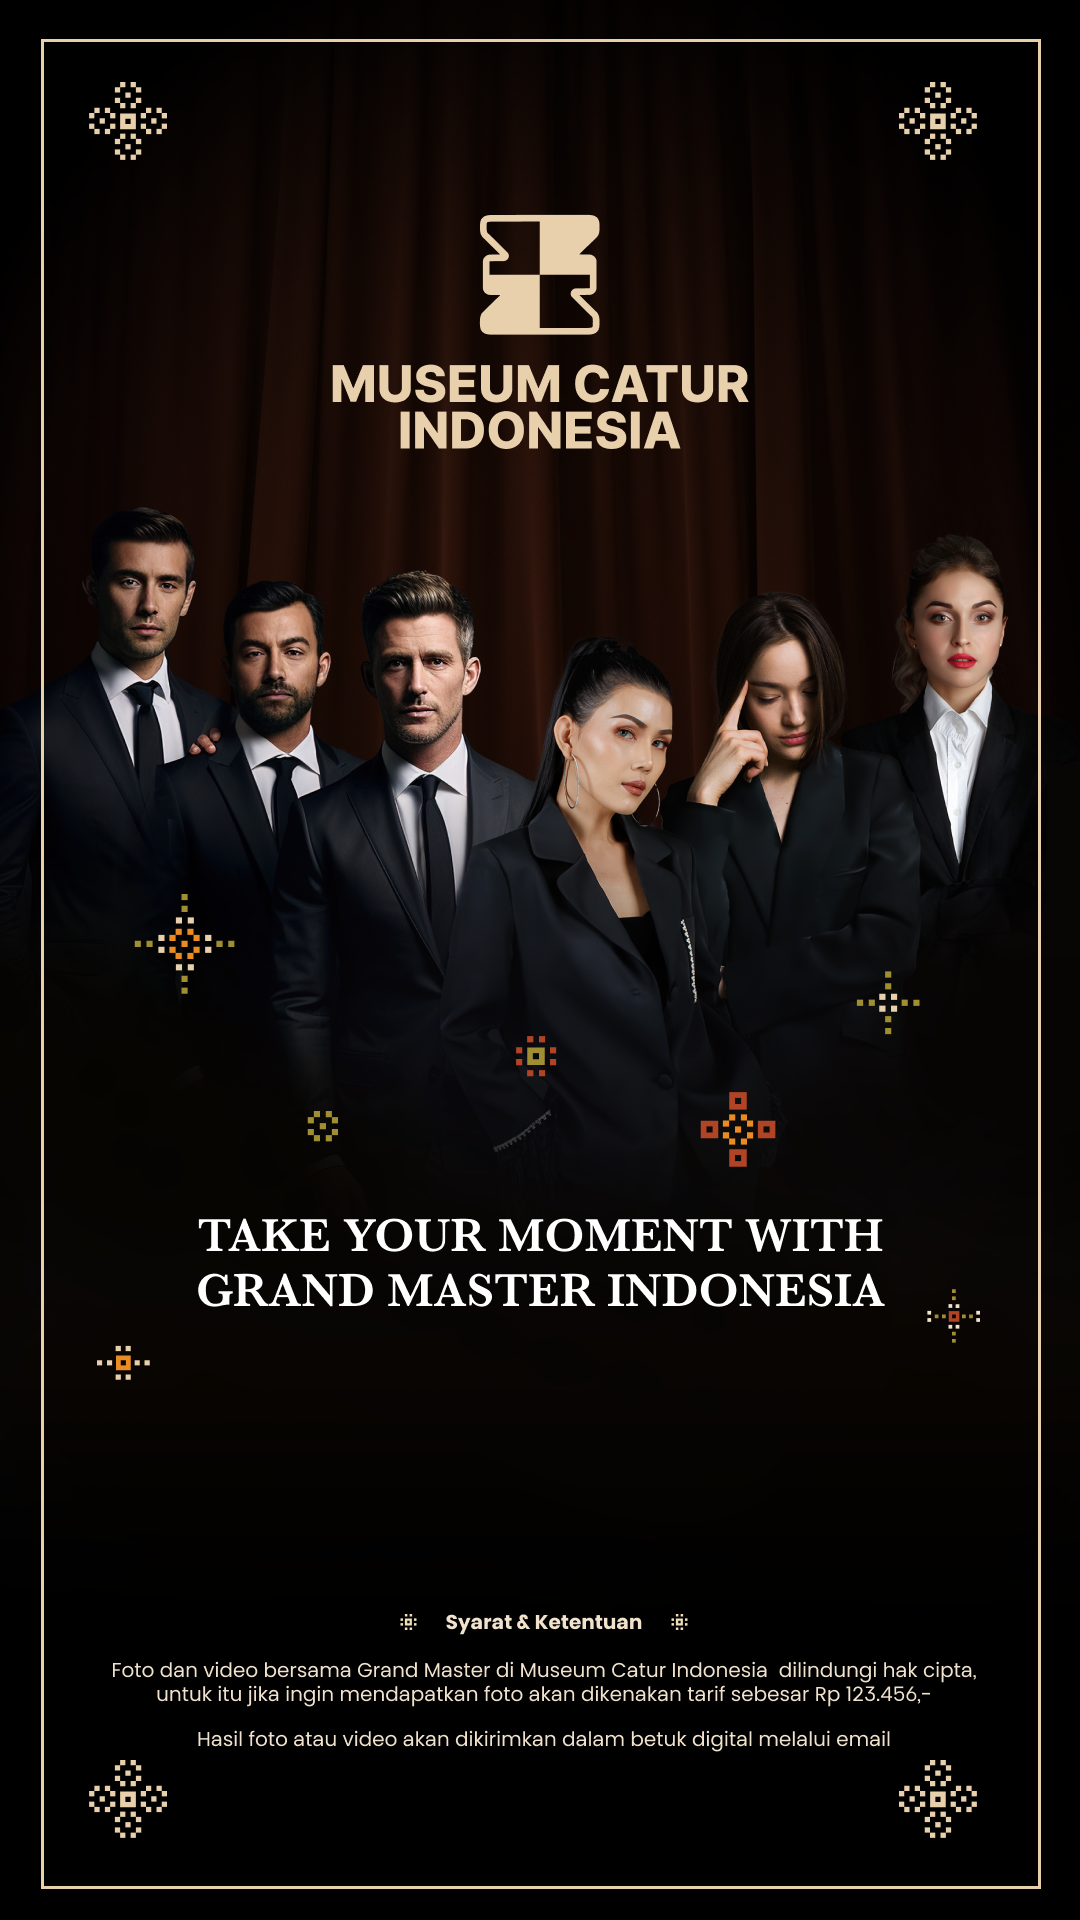 MUSEUM CATUR
INDONESIA
TAKE YOUR MOMENT WITH
GRAND MASTER INDONESIA
Syarat & Ketentuan
Foto dan video bersama Grand Master di Museum Catur Indonesia  dilindungi hak cipta,
untuk itu jika ingin mendapatkan foto akan dikenakan tarif sebesar Rp 123.456,-
Hasil foto atau video akan dikirimkan dalam betuk digital melalui email